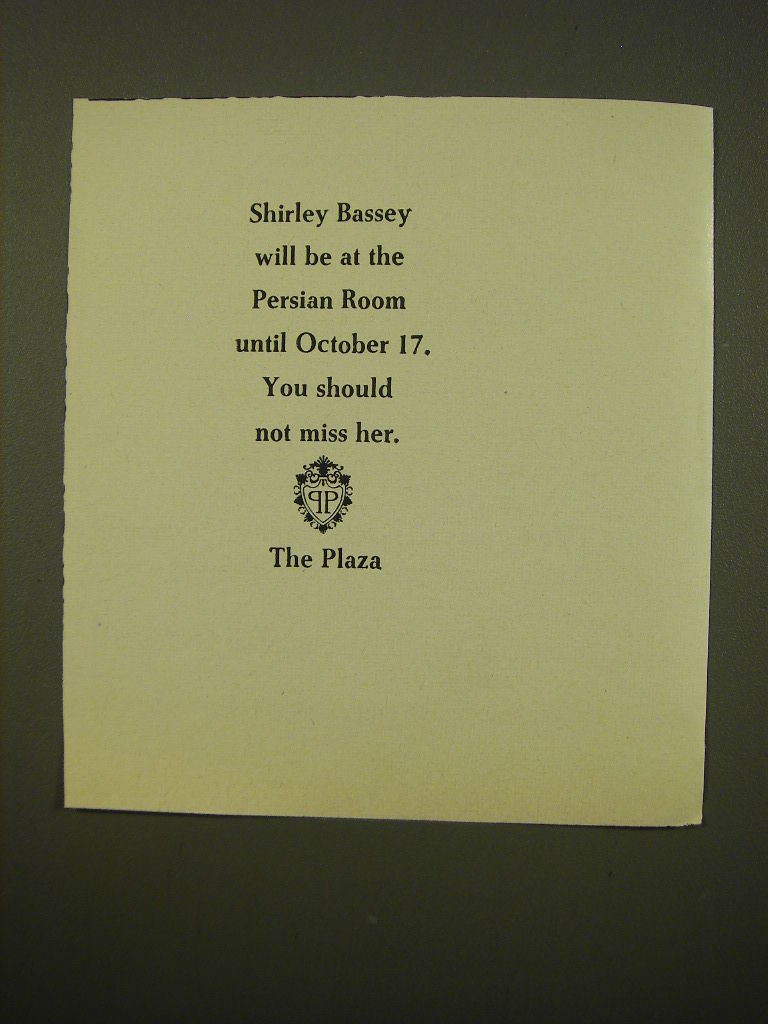 Shirley Bassey
will be at the
Persian Room
until October 17.
You should
not miss her.
PP
The Plaza